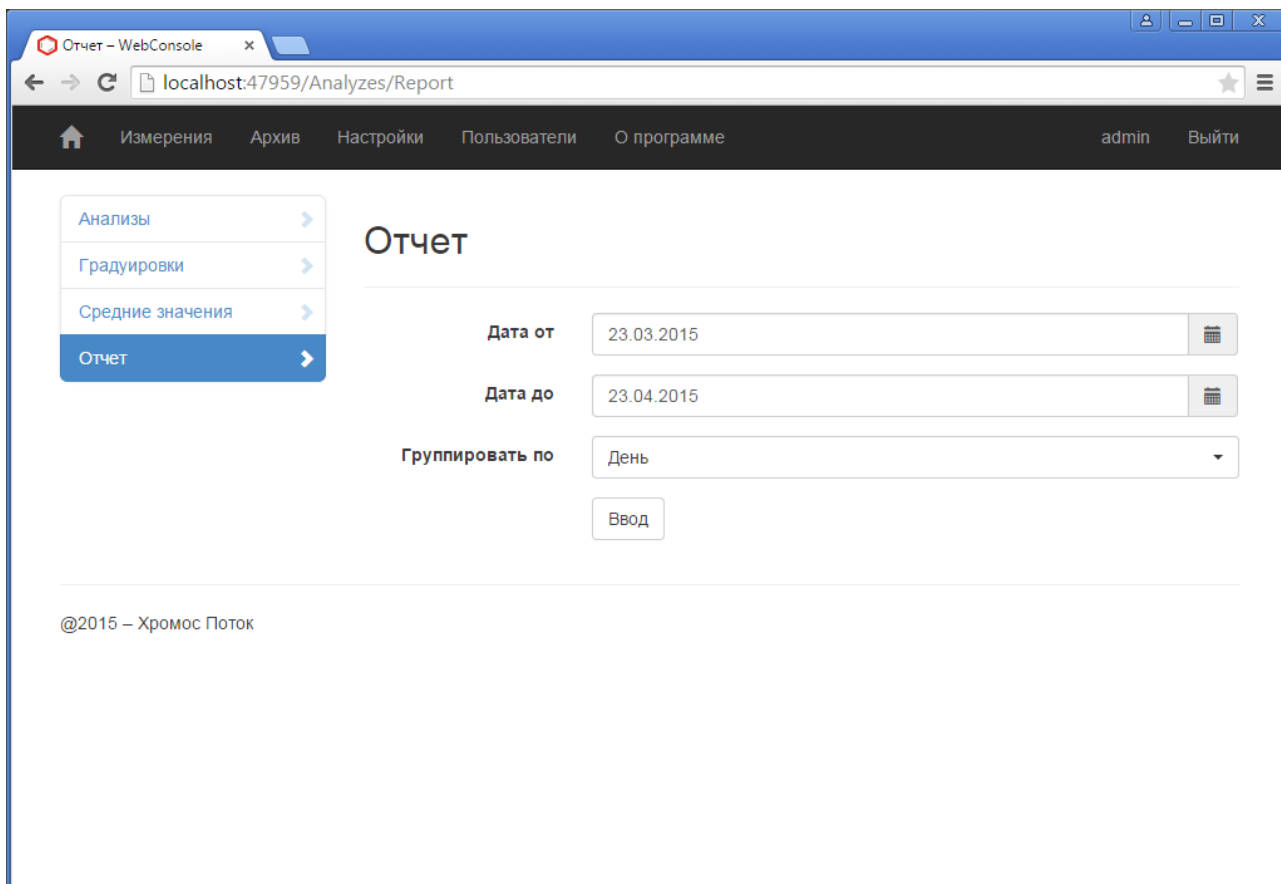 Отчет – WebConsole
localhost:47959/Analyzes/Report
Измерения Архив Настройки Пользователи О программе admin Выйти
Анализы
Градуировки
Средние значения
Отчет
Отчет
Дата от 23.03.2015
Дата до 23.04.2015
Группировать по День
Ввод
@2015 – Хромос Поток